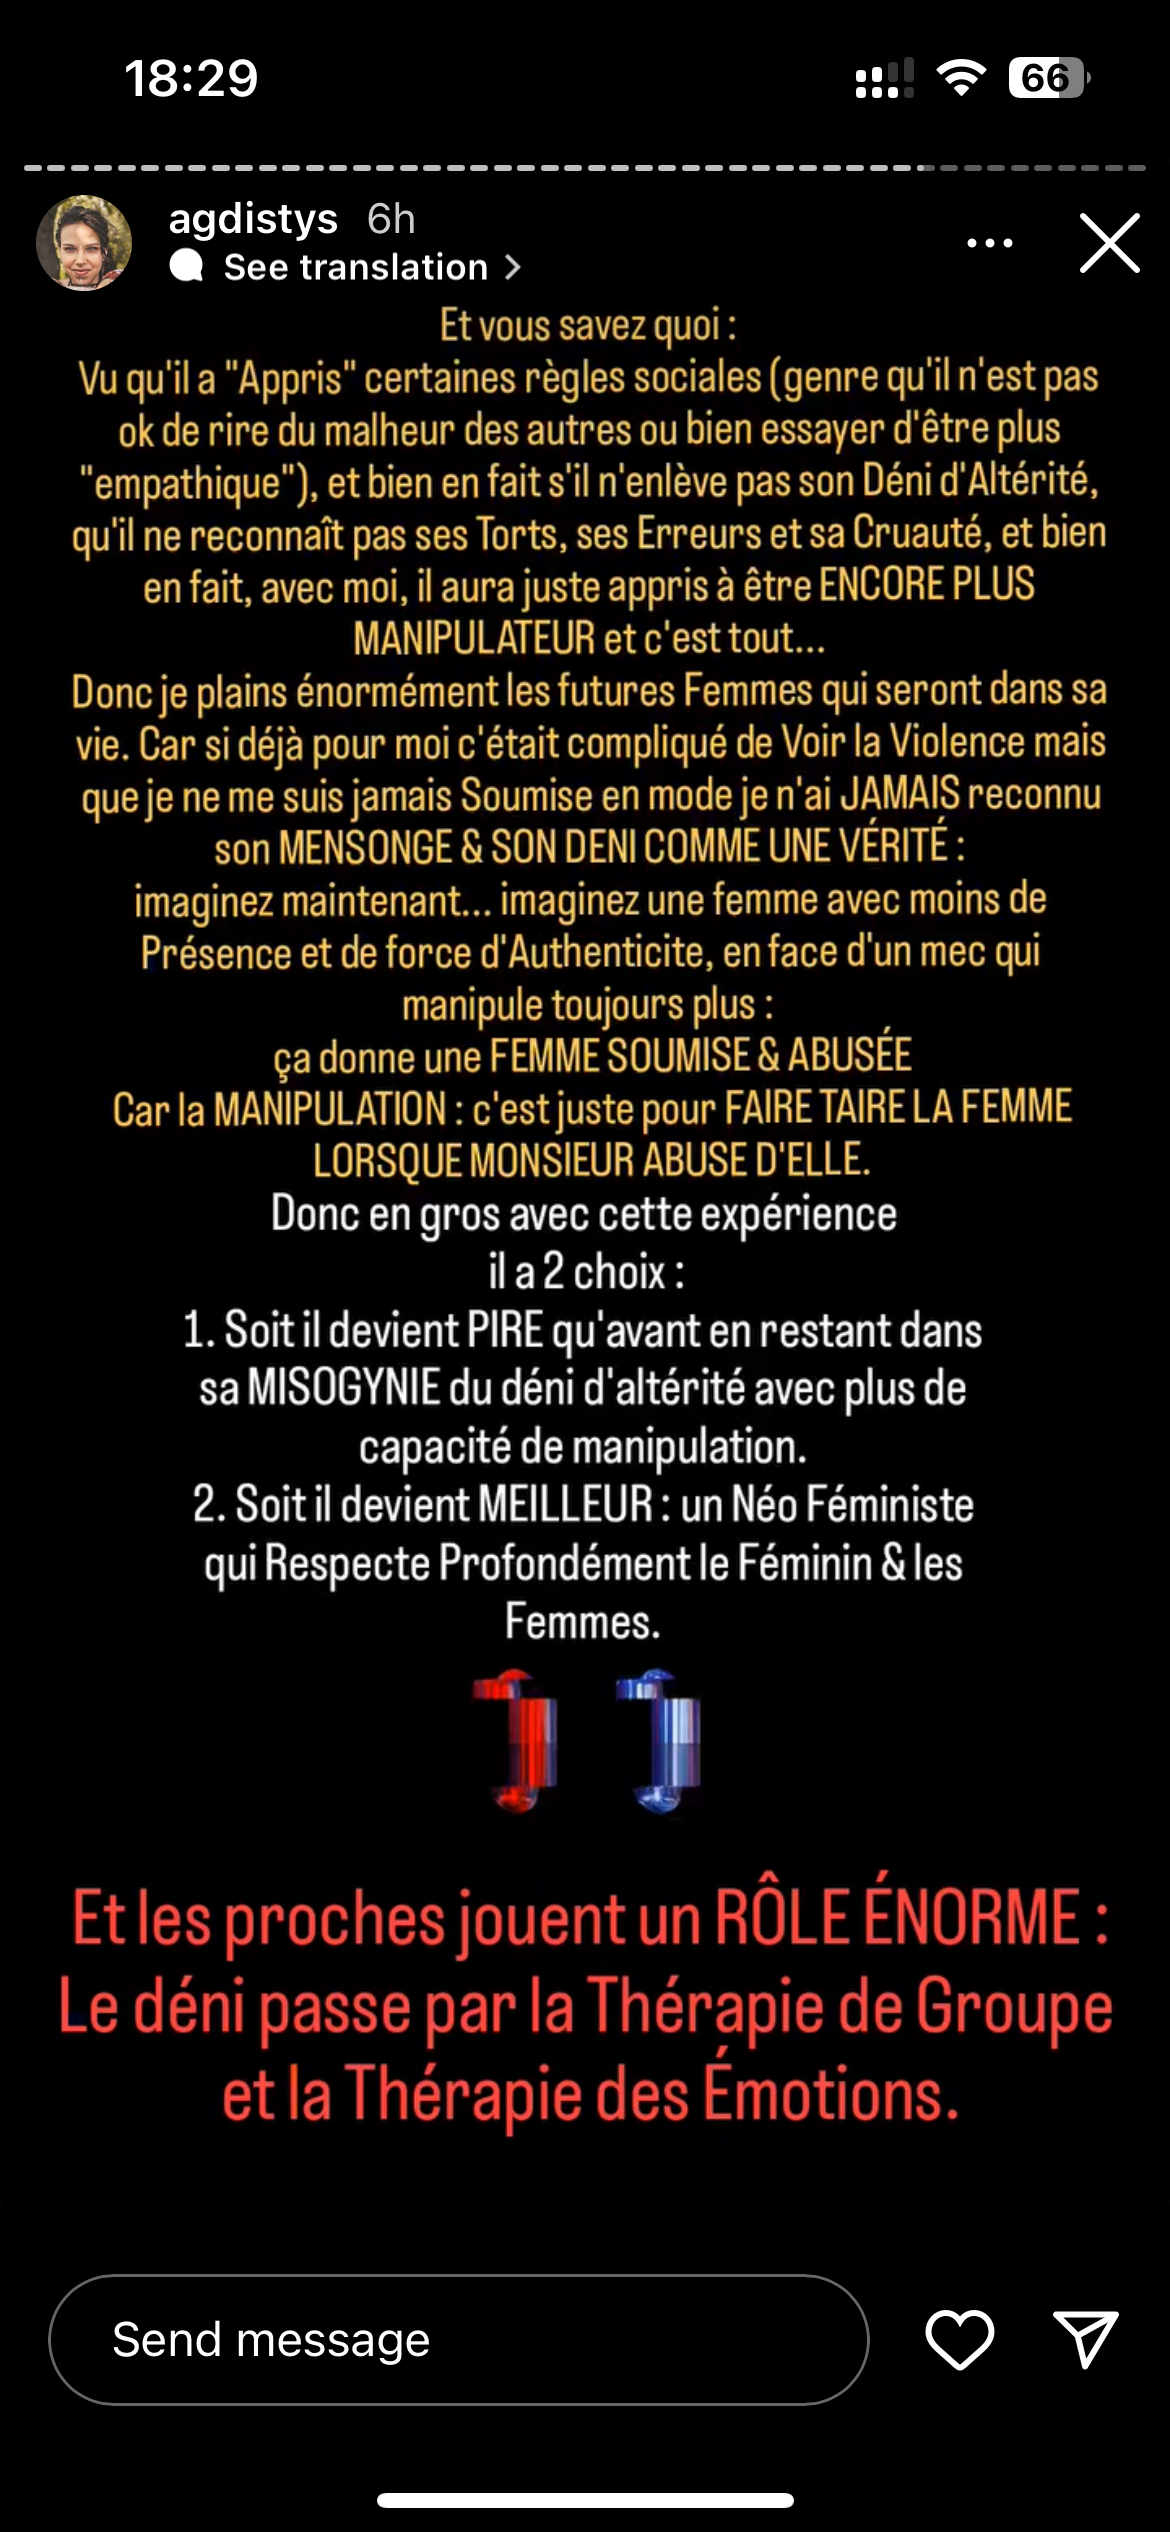 18:29
66
agdistys 6h
See translation >
Et vous savez quoi :
Vu qu'il a "Appris" certaines règles sociales (genre qu'il n'est pas
ok de rire du malheur des autres ou bien essayer d'être plus
"empathique"), et bien en fait s'il n'enlève pas son Déni d'Altérité,
qu'il ne reconnaît pas ses Torts, ses Erreurs et sa Cruauté, et bien
en fait, avec moi, il aura juste appris à être ENCORE PLUS
MANIPULATEUR et c'est tout...
Donc je plains énormément les futures Femmes qui seront dans sa
vie. Car si déjà pour moi c'était compliqué de Voir la Violence mais
que je ne me suis jamais Soumise en mode je n'ai JAMAIS reconnu
son MENSONGE & SON DENI COMME UNE VÉRITÉ :
imaginez maintenant... imaginez une femme avec moins de
Présence et de force d'Authenticite, en face d'un mec qui
manipule toujours plus :
ça donne une FEMME SOUMISE & ABUSÉE
Car la MANIPULATION : c'est juste pour FAIRE TAIRE LA FEMME
LORSQUE MONSIEUR ABUSE D'ELLE.
Donc en gros avec cette expérience
il a 2 choix :
1. Soit il devient PIRE qu'avant en restant dans
sa MISOGYNIE du déni d'altérité avec plus de
capacité de manipulation.
2. Soit il devient MEILLEUR : un Néo Féministe
qui Respecte Profondément le Féminin & les
Femmes.
Et les proches jouent un RÔLE ÉNORME :
Le déni passe par la Thérapie de Groupe
et la Thérapie des Émotions.
Send message